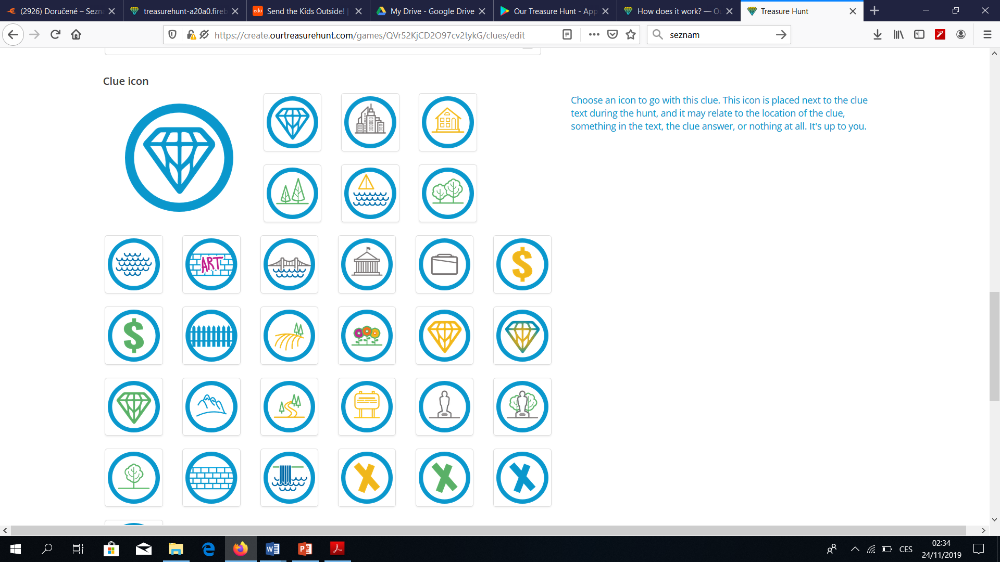 (2926) Doručené – Sezn
treasurehunt-a20a0.fireb
Send the Kids Outside! |
My Drive - Google Drive
Our Treasure Hunt - App
How does it work? — Ou
Treasure Hunt
https://create.ourtreasurehunt.com/games/QVr52KjCD2O97cv2tykG/clues/edit
seznam
Clue icon
Choose an icon to go with this clue. This icon is placed next to the clue
text during the hunt, and it may relate to the location of the clue,
something in the text, the clue answer, or nothing at all. It's up to you.
ART
$
$
CES
02:34
24/11/2019